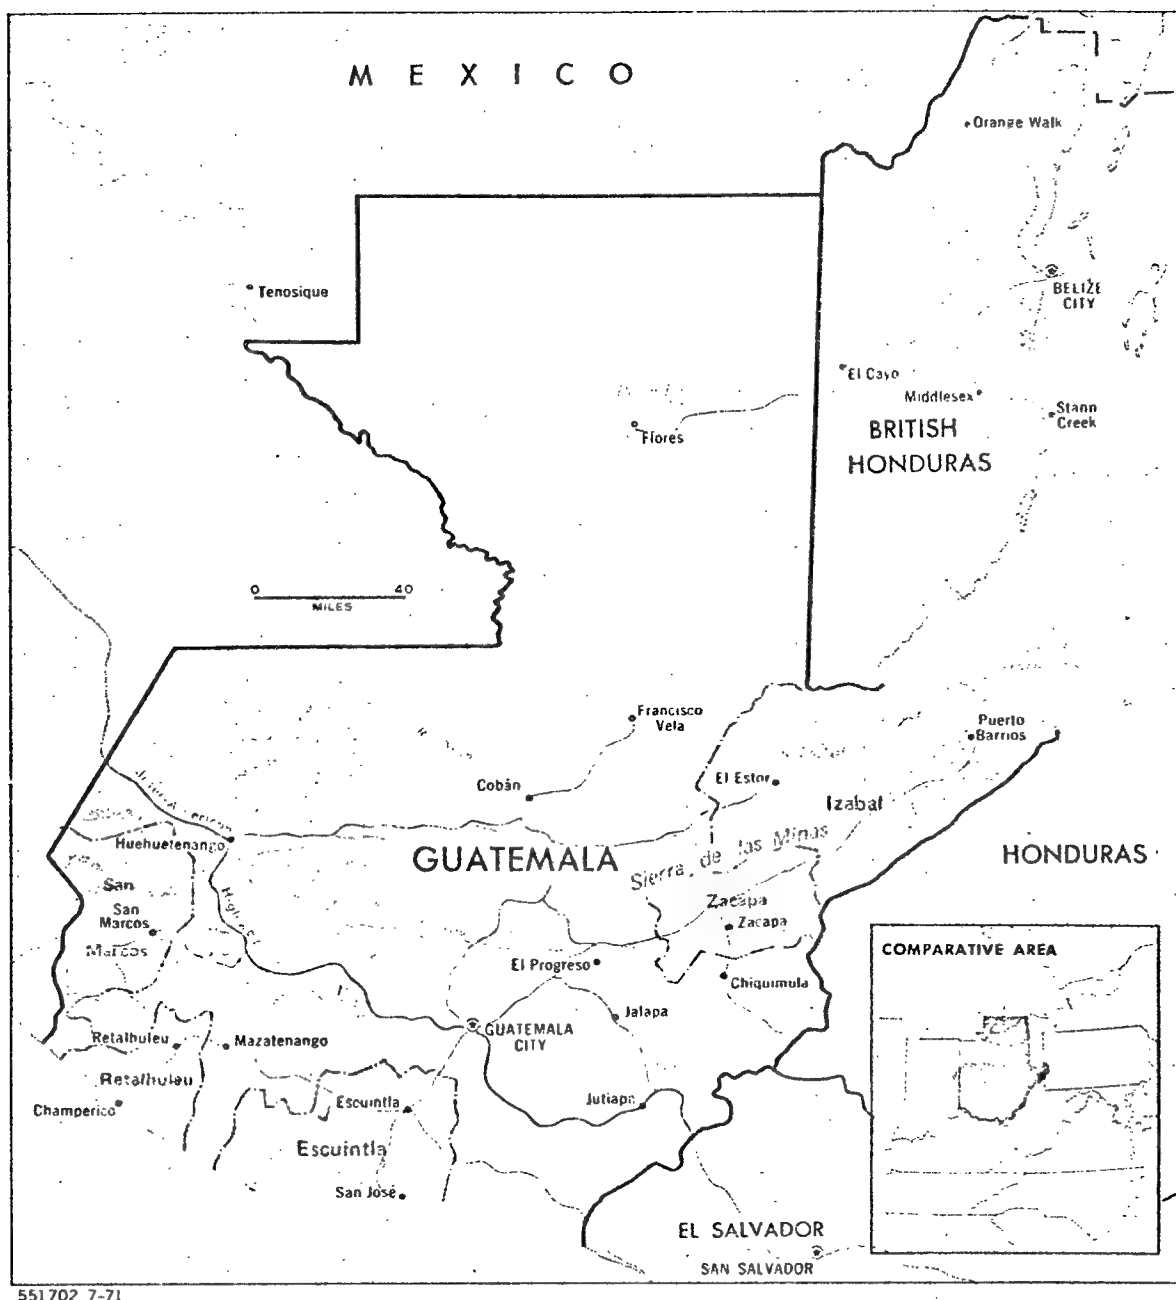 MEXICO
Orange Walk
Tenosique
BELIZE
CITY
El Cayo
Middlesex
Stann
Creek
Flores
BRITISH
HONDURAS
0 40
MILES
Francisco
Vela
Puerto
Barrios
Cobán
El Estor
Izabal
Huehuetenango
GUATEMALA
Sierra de las Minas
HONDURAS
San
Marcos
San
Marcos
Zacapa
Zacapa
El Progreso
Chiquimula
COMPARATIVE AREA
GUATEMALA
CITY
Jalapa
Retalhuleu
Mazatenango
Retalhuleu
Champerico
Escuintla
Jutiapa
Escuintla
San José
EL SALVADOR
SAN SALVADOR
551702 7-71